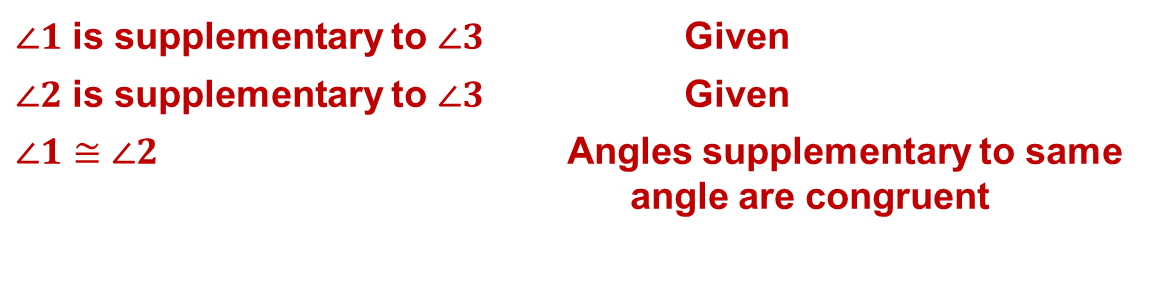 ∠1 is supplementary to ∠3 Given
∠2 is supplementary to ∠3 Given
∠1 ≅ ∠2 Angles supplementary to same
angle are congruent